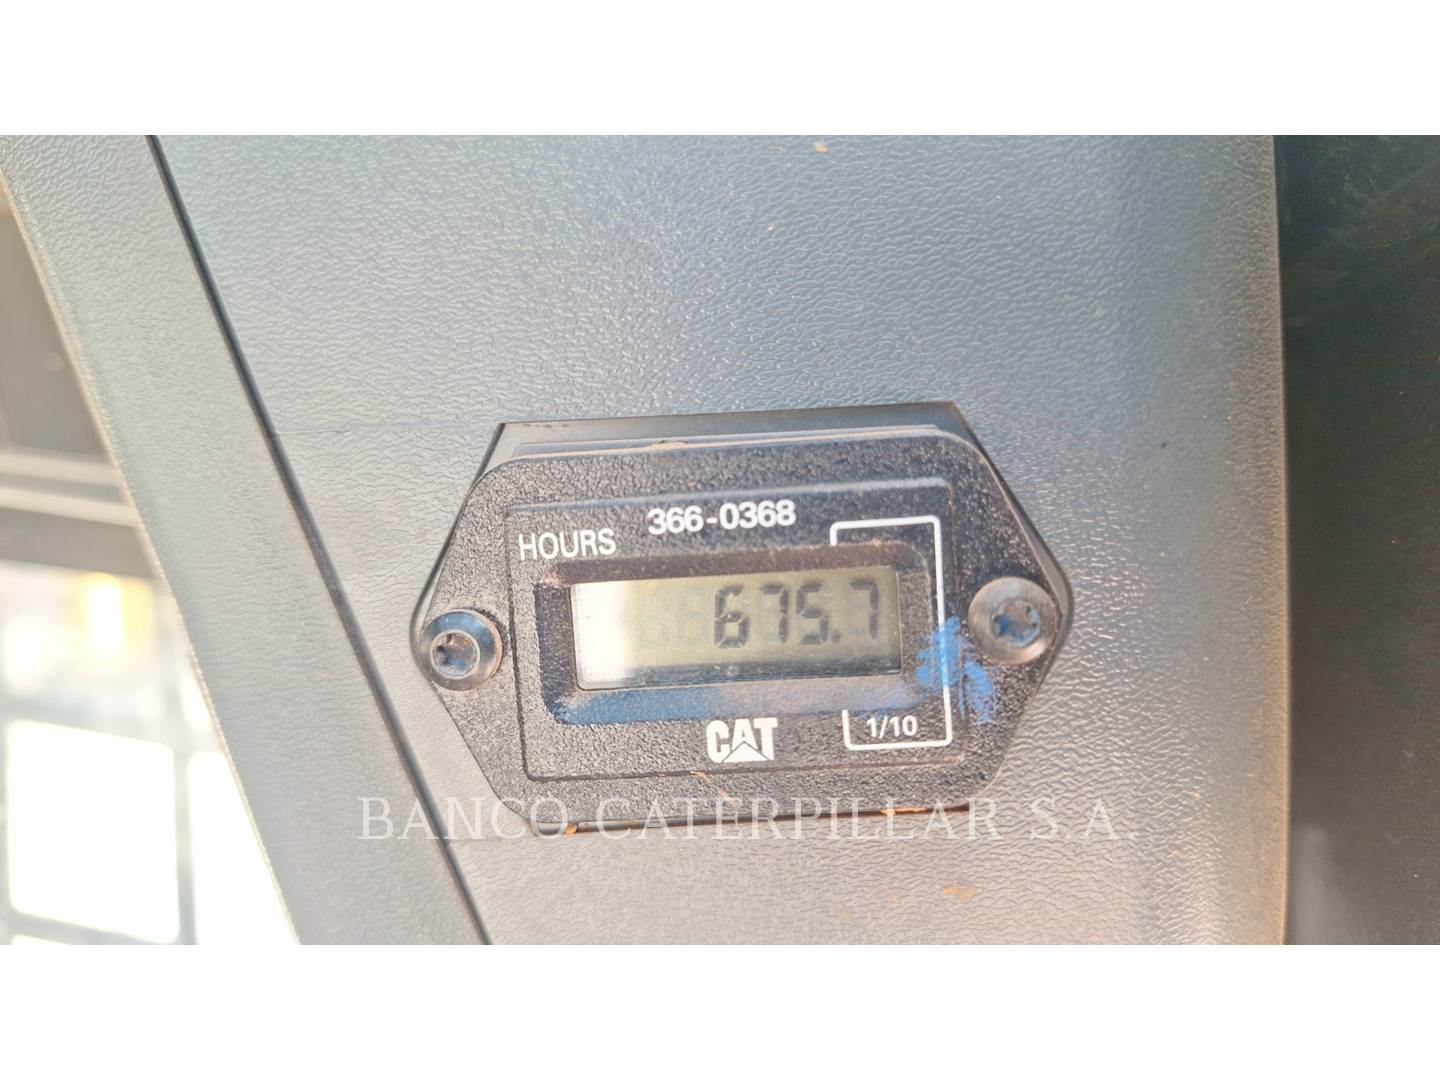 366-0368
HOURS
675.7
CAT
1/10
BANCO CATERPILLAR S.A.